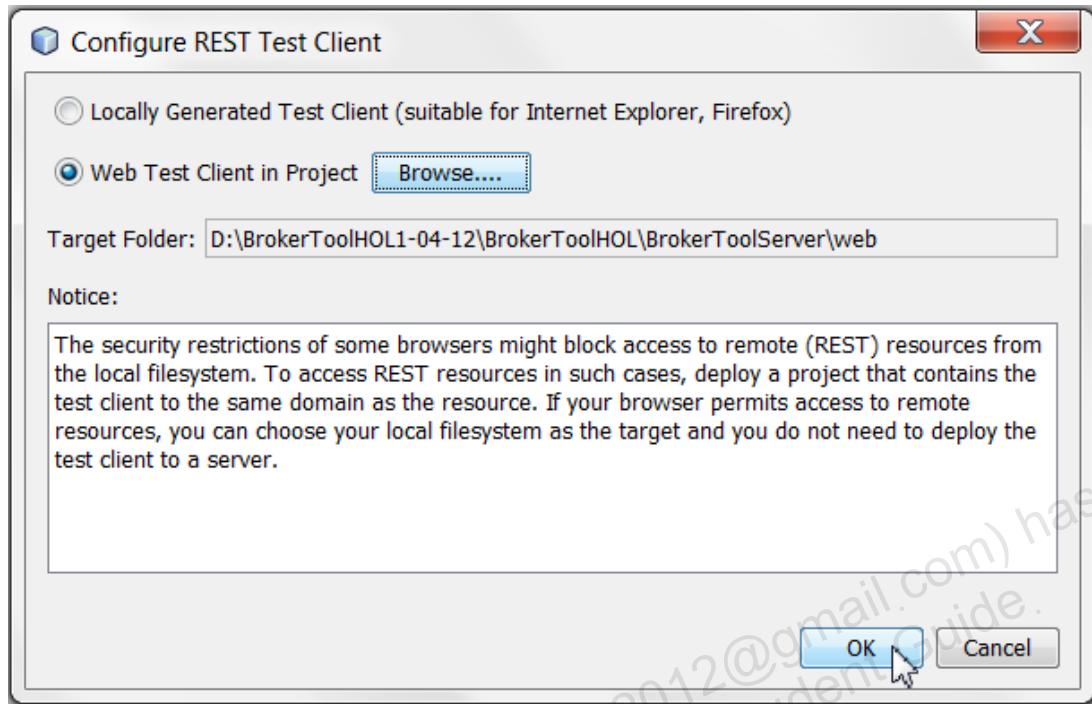 Configure REST Test Client
Locally Generated Test Client (suitable for Internet Explorer, Firefox)
Web Test Client in Project Browse....
Target Folder: D:\BrokerToolHOL1-04-12\BrokerToolHOL\BrokerToolServer\web
Notice:
The security restrictions of some browsers might block access to remote (REST) resources from
the local filesystem. To access REST resources in such cases, deploy a project that contains the
test client to the same domain as the resource. If your browser permits access to remote
resources, you can choose your local filesystem as the target and you do not need to deploy the
test client to a server.
OK Cancel
2012@gmail.com) has
Guide.